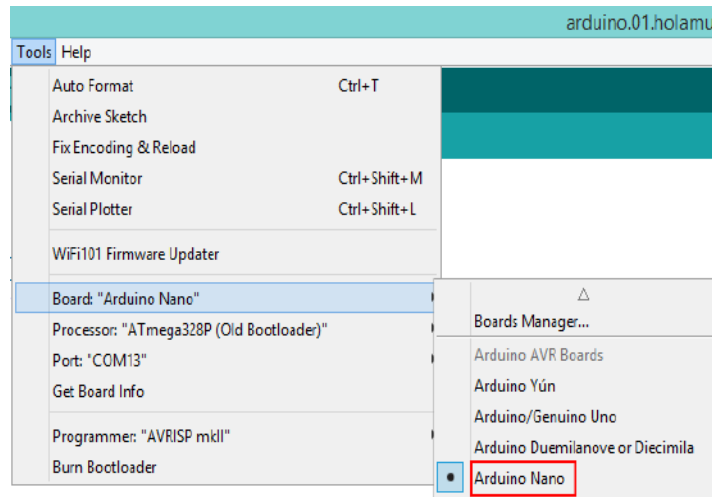 arduino.01.holamu
Tools Help
Auto Format Ctrl+T
Archive Sketch
Fix Encoding & Reload
Serial Monitor Ctrl+Shift+M
Serial Plotter Ctrl+Shift+L
WiFi101 Firmware Updater
Board: "Arduino Nano"
Processor: "ATmega328P (Old Bootloader)"
Port: "COM13"
Get Board Info
Programmer: "AVRISP mkII"
Burn Bootloader
Boards Manager...
Arduino AVR Boards
Arduino Yún
Arduino/Genuino Uno
Arduino Duemilanove or Diecimila
Arduino Nano